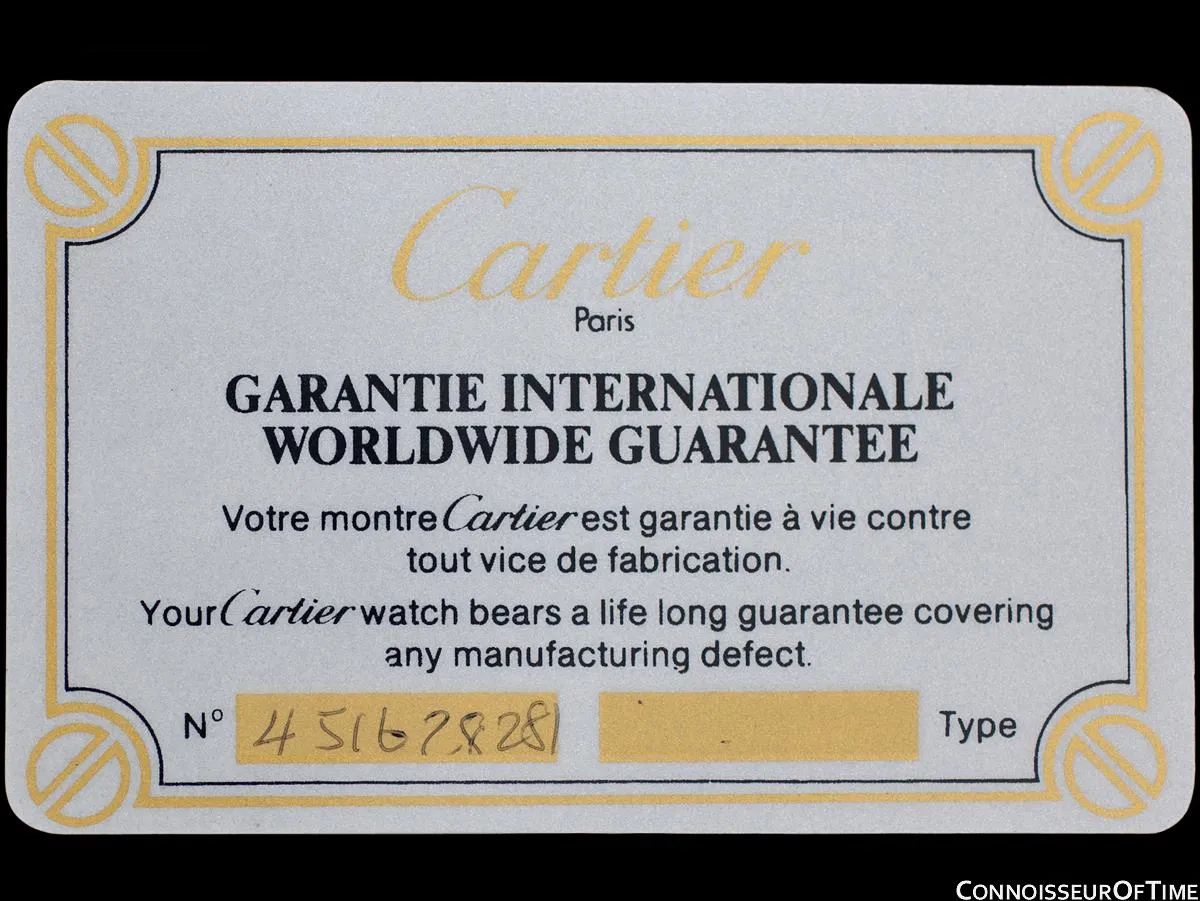 Cartier
Paris
GARANTIE INTERNATIONALE
WORLDWIDE GUARANTEE
Votre montre Cartier est garantie à vie contre
tout vice de fabrication.
Your Cartier watch bears a life long guarantee covering
any manufacturing defect.
Nº Type
CONNOISSEUROFTIME